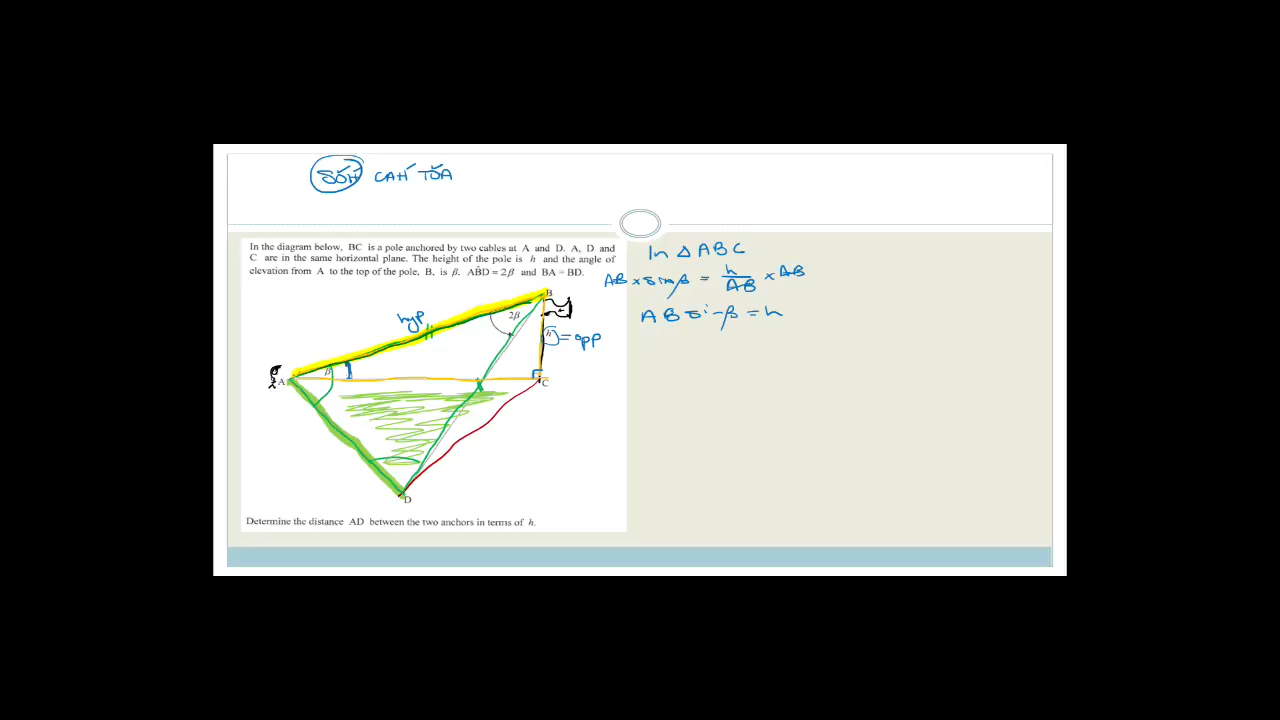 SOH CAH TOA
In the diagram below, BC is a pole anchored by two cables at A and D. A, D and
C are in the same horizontal plane. The height of the pole is h and the angle of
elevation from A to the top of the pole, B, is β. AB̂D = 2β and BA = BD.
B
hyp
2β
h = opp
β
A
C
D
Determine the distance AD between the two anchors in terms of h.
In △ ABC
AB × sin β = h/AB × AB
AB sin β = h